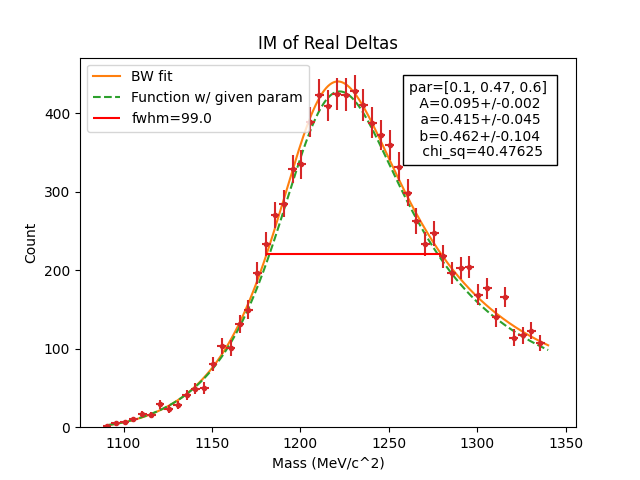 IM of Real Deltas
BW fit
Function w/ given param
fwhm=99.0
par=[0.1, 0.47, 0.6]
A=0.095+/-0.002
a=0.415+/-0.045
b=0.462+/-0.104
chi_sq=40.47625
Count
400
300
200
100
0
1100 1150 1200 1250 1300 1350
Mass (MeV/c^2)